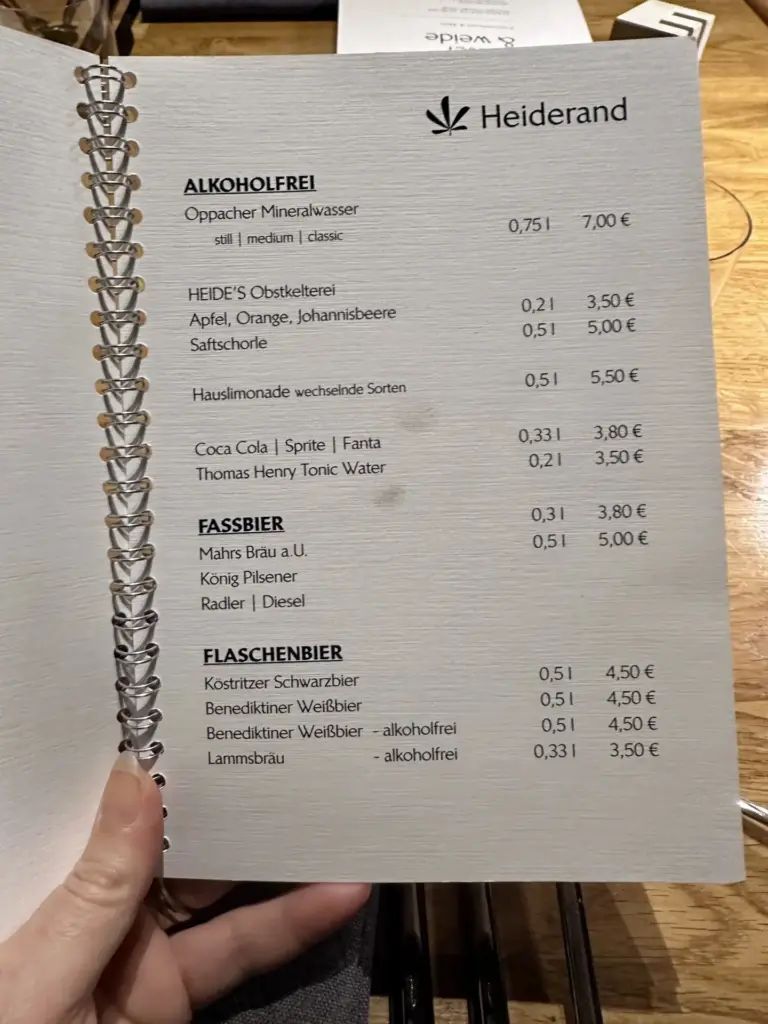 & weide
Heiderand
ALKOHOLFREI
Oppacher Mineralwasser
still | medium | classic 0,75 l 7,00 €
HEIDE'S Obstkelterei
Apfel, Orange, Johannisbeere 0,2 l 3,50 €
Saftschorle 0,5 l 5,00 €
Hauslimonade wechselnde Sorten 0,5 l 5,50 €
Coca Cola | Sprite | Fanta 0,33 l 3,80 €
Thomas Henry Tonic Water 0,2 l 3,50 €
FASSBIER 0,3 l 3,80 €
Mahrs Bräu a.U. 0,5 l 5,00 €
König Pilsener
Radler | Diesel
FLASCHENBIER
Köstritzer Schwarzbier 0,5 l 4,50 €
Benediktiner Weißbier 0,5 l 4,50 €
Benediktiner Weißbier - alkoholfrei 0,5 l 4,50 €
Lammsbräu - alkoholfrei 0,33 l 3,50 €